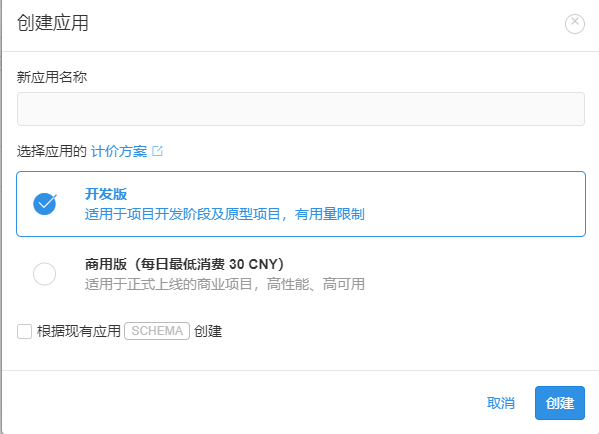 创建应用
新应用名称
选择应用的 计价方案
开发版
适用于项目开发阶段及原型项目，有用量限制
商用版（每日最低消费 30 CNY）
适用于正式上线的商业项目，高性能、高可用
根据现有应用 SCHEMA 创建
取消 创建